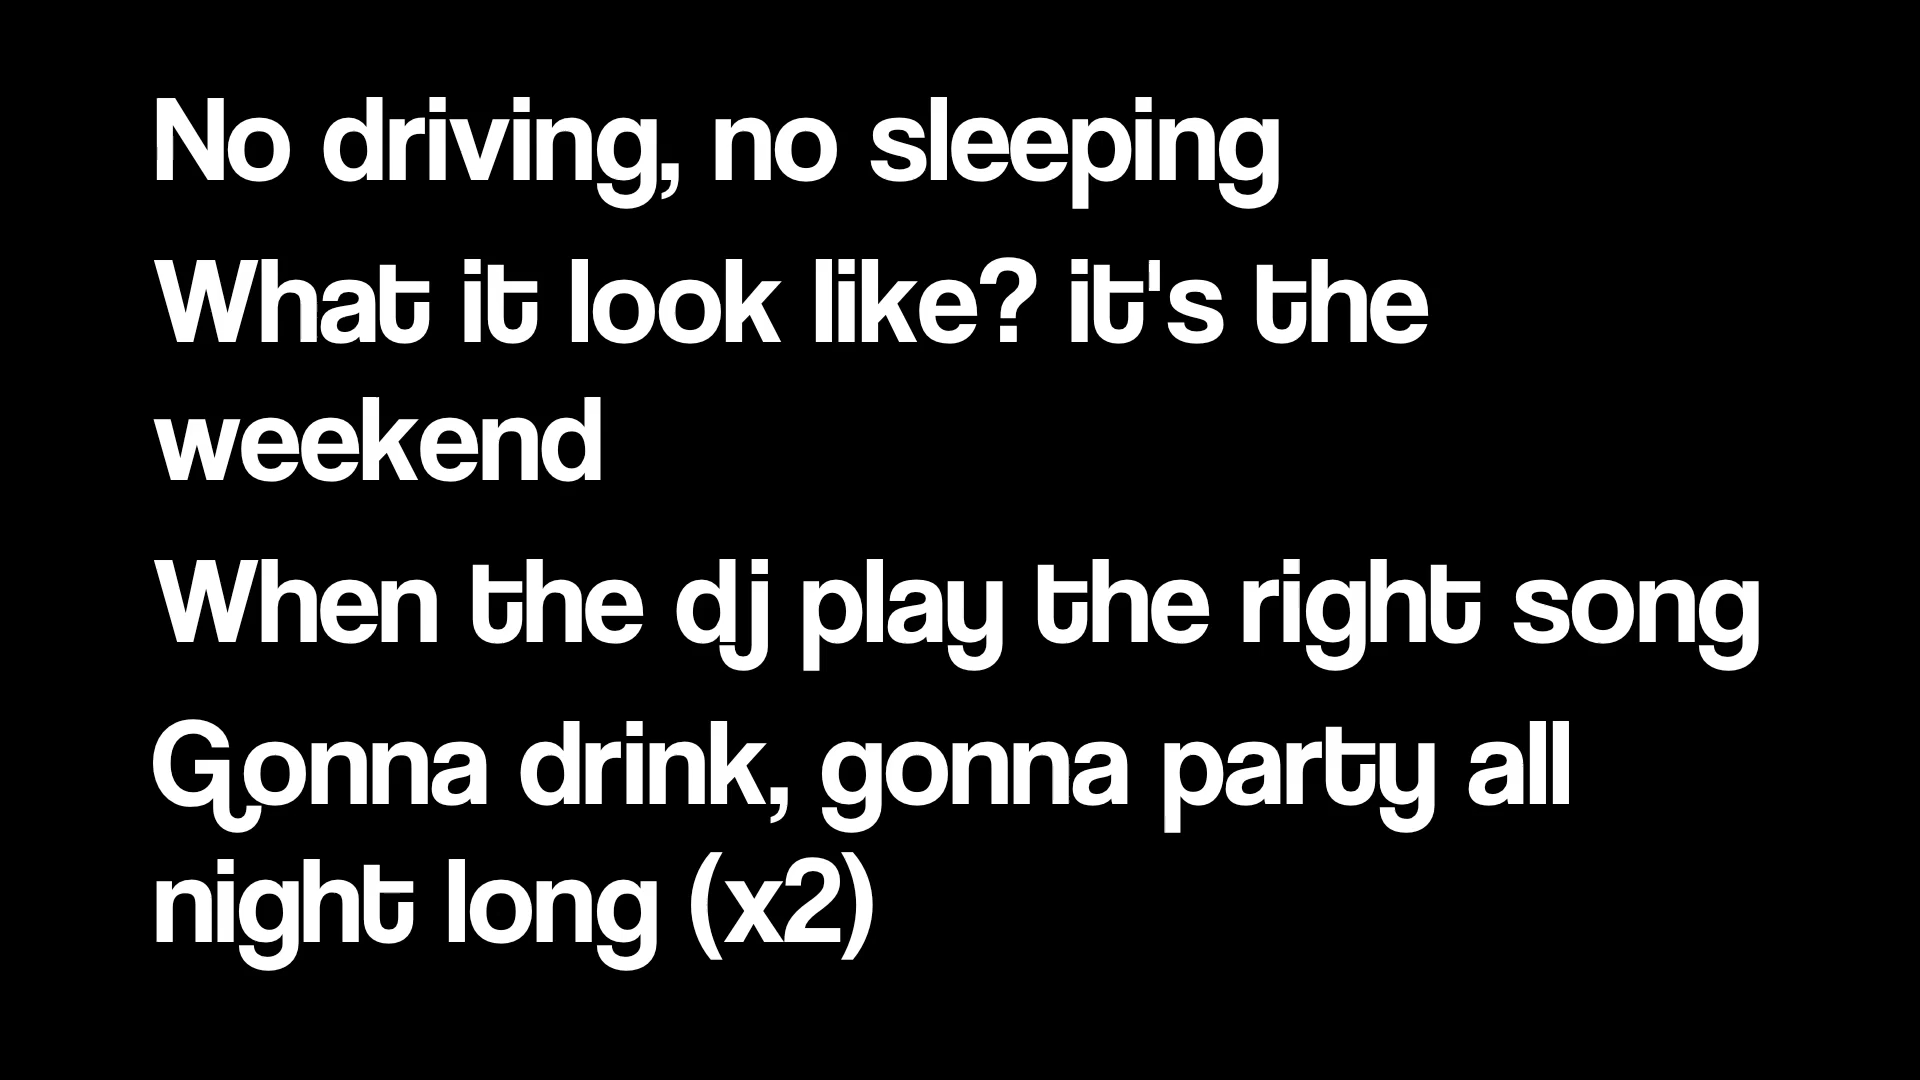 No driving, no sleeping
What it look like? it's the
weekend
When the dj play the right song
Gonna drink, gonna party all
night long (x2)